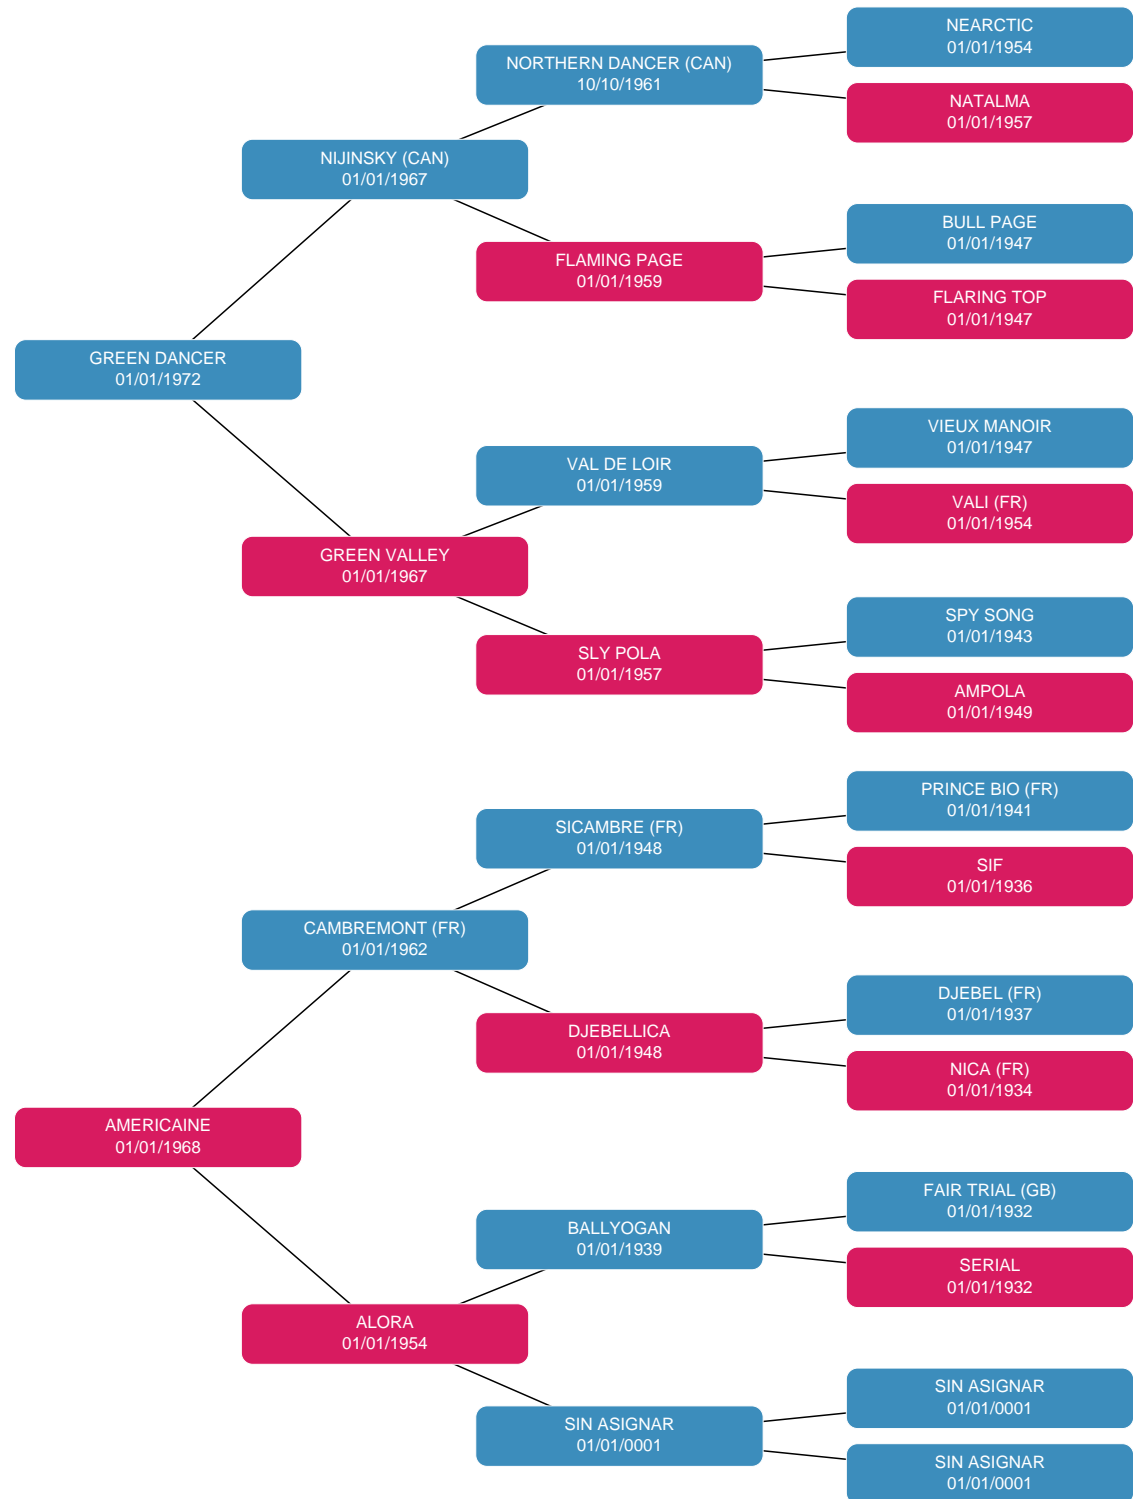 NEARCTIC
01/01/1954
NORTHERN DANCER (CAN)
10/10/1961
NATALMA
01/01/1957
NIJINSKY (CAN)
01/01/1967
BULL PAGE
01/01/1947
FLAMING PAGE
01/01/1959
FLARING TOP
01/01/1947
GREEN DANCER
01/01/1972
VIEUX MANOIR
01/01/1947
VAL DE LOIR
01/01/1959
VALI (FR)
01/01/1954
GREEN VALLEY
01/01/1967
SPY SONG
01/01/1943
SLY POLA
01/01/1957
AMPOLA
01/01/1949
PRINCE BIO (FR)
01/01/1941
SICAMBRE (FR)
01/01/1948
SIF
01/01/1936
CAMBREMONT (FR)
01/01/1962
DJEBEL (FR)
01/01/1937
DJEBELLICA
01/01/1948
NICA (FR)
01/01/1934
AMERICAINE
01/01/1968
FAIR TRIAL (GB)
01/01/1932
BALLYOGAN
01/01/1939
SERIAL
01/01/1932
ALORA
01/01/1954
SIN ASIGNAR
01/01/0001
SIN ASIGNAR
01/01/0001
SIN ASIGNAR
01/01/0001